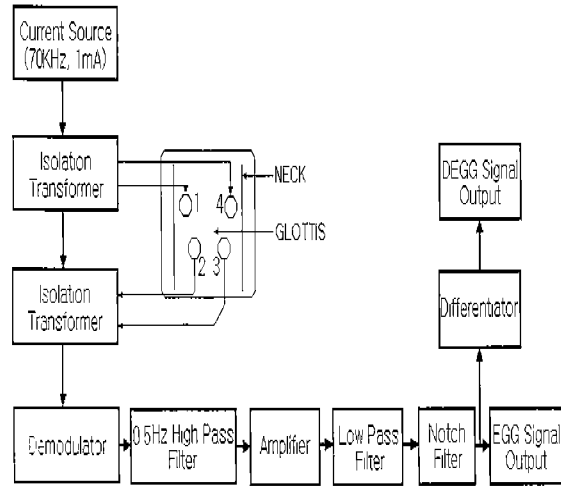 Current Source
(70KHz, 1mA)
Isolation
Transformer
1
4
NECK
GLOTTIS
2
3
Isolation
Transformer
DEGG Signal
Output
Differentiator
Demodulator
0.5Hz High Pass
Filter
Amplifier
Low Pass
Filter
Notch
Filter
EGG Signal
Output